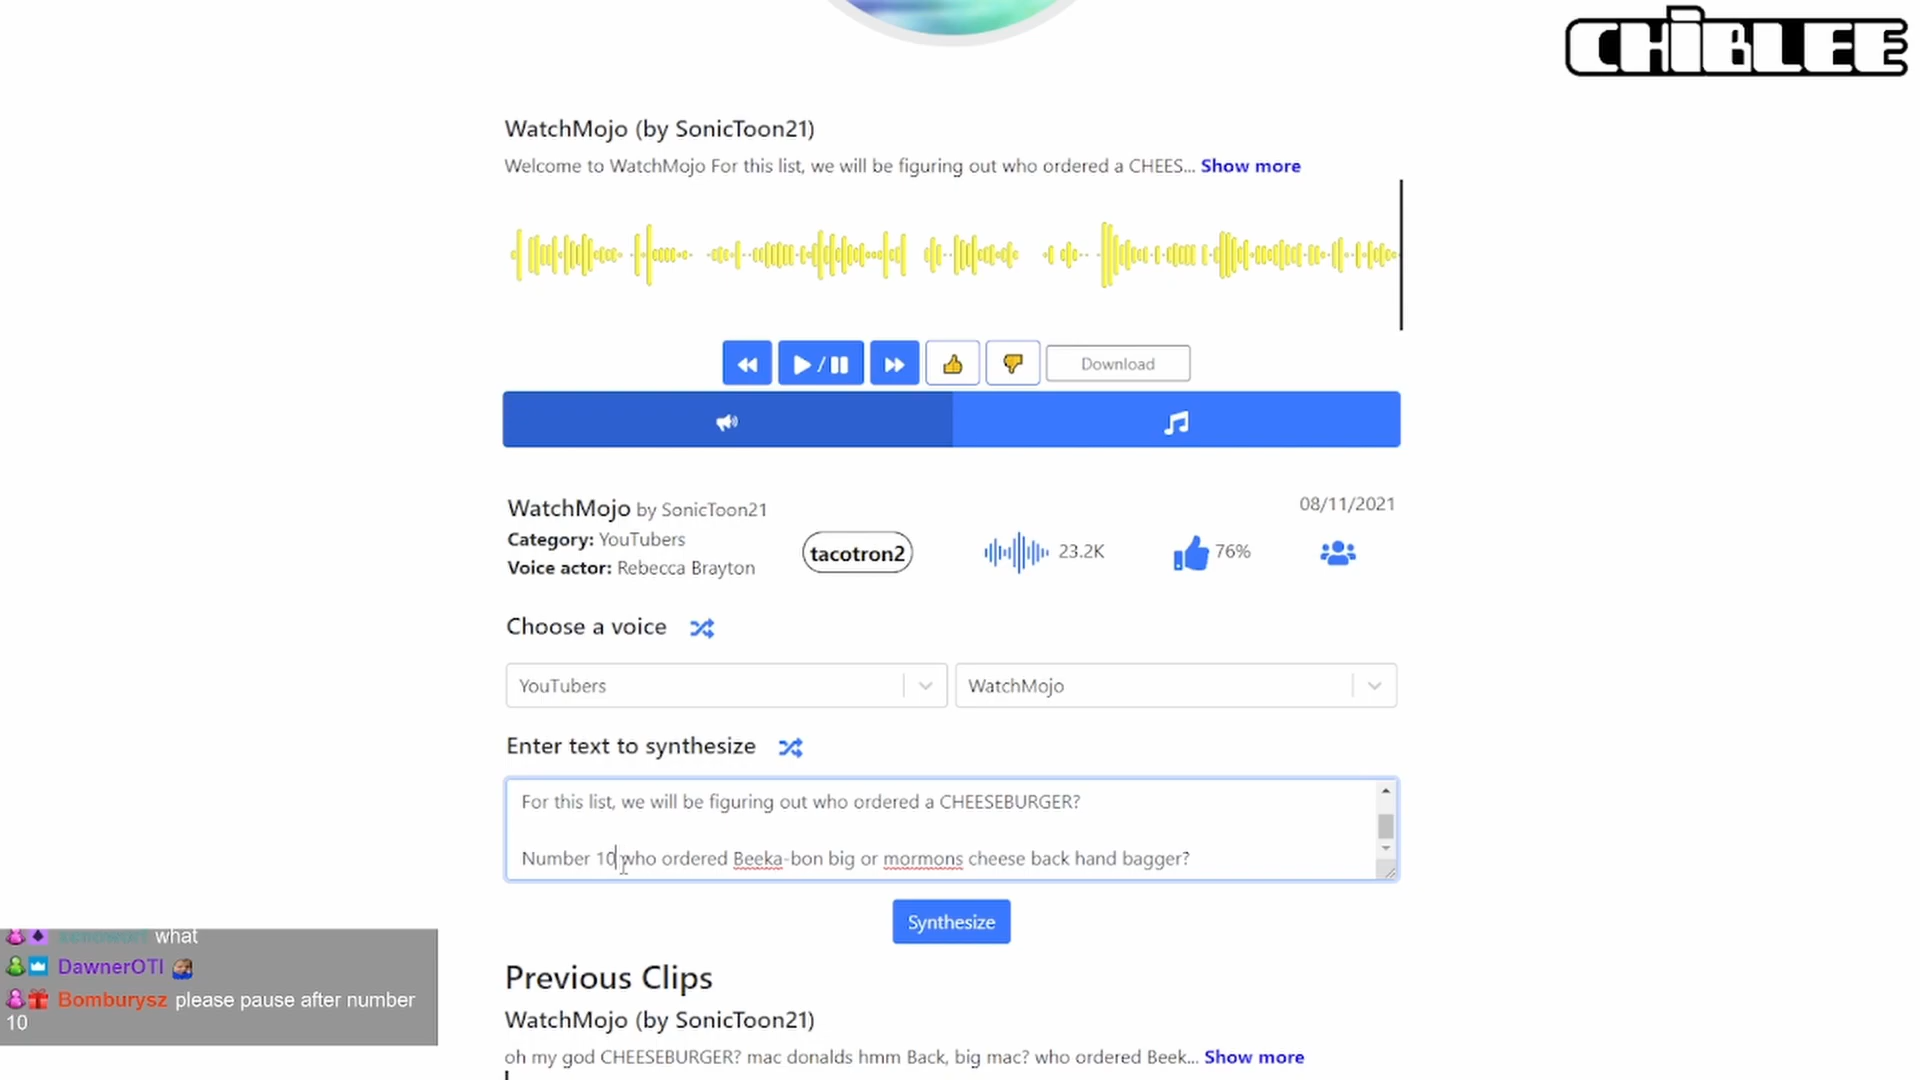 CHiBLEE
WatchMojo (by SonicToon21)
Welcome to WatchMojo For this list, we will be figuring out who ordered a CHEES... Show more
Download
WatchMojo by SonicToon21
08/11/2021
Category: YouTubers
Voice actor: Rebecca Brayton
tacotron2
23.2K
76%
Choose a voice
YouTubers
WatchMojo
Enter text to synthesize
For this list, we will be figuring out who ordered a CHEESEBURGER?
Number 10 who ordered Beeka-bon big or mormons cheese back hand bagger?
Synthesize
what
DawnerOTI
Bomburysz please pause after number
10
Previous Clips
WatchMojo (by SonicToon21)
oh my god CHEESEBURGER? mac donalds hmm Back, big mac? who ordered Beek... Show more